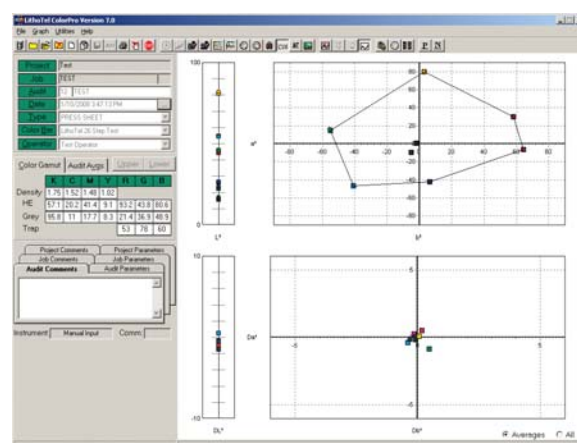 LithoTel ColorPro Version 7.0
File Graph Utilities Help
Project Test
Job TEST
Audit 12 TEST
Date 5/10/2008 3:47:13 PM
Type PRESS SHEET
Color Bar LithoTel 26 Step Test
Operator Test Operator
Color Gamut Audit Avgs Upper Lower
K C M Y R G B
Density 1.75 1.52 1.48 1.02
HE 57.1 20.2 41.4 9.1 93.2 43.8 80.6
Grey 95.8 11 17.7 8.3 21.4 36.9 48.9
Trap 53 78 60
Project Comments Project Parameters
Job Comments Job Parameters
Audit Comments Audit Parameters
Instrument Manual Input Comm:
100
0
L*
80
60
40
20
-80 -60 -40 -20 20 40 60 80
-20
-40
-60
-80
b*
10
-10
DL*
5
Da*
-5 5
-5
Db*
Averages All